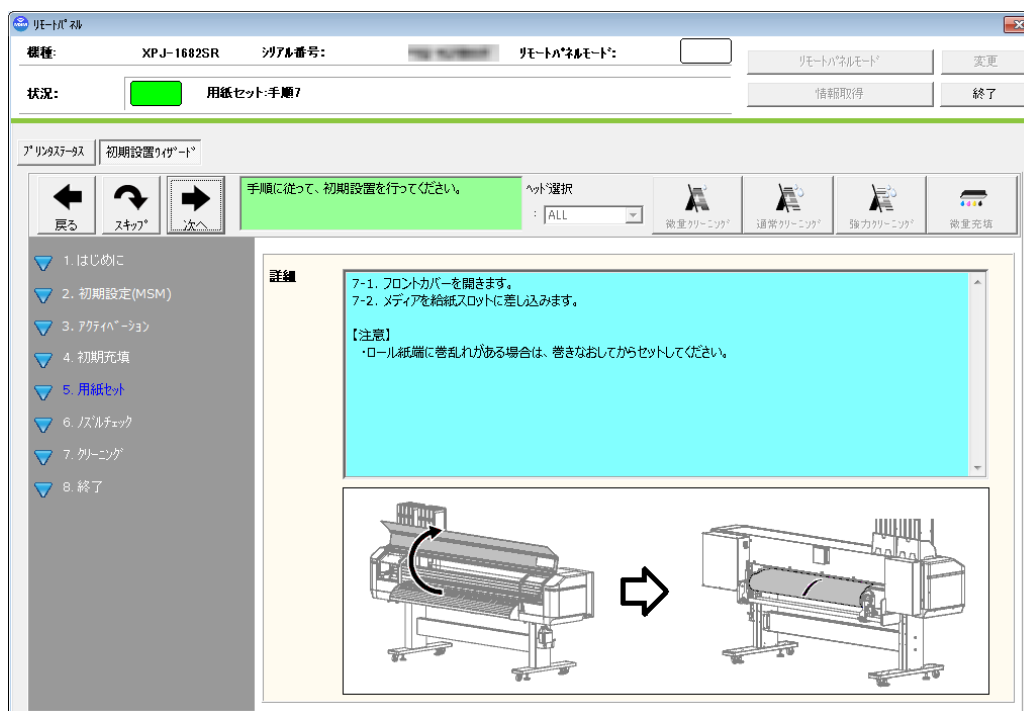 リモートパネル
機種: XPJ-1682SR シリアル番号: リモートパネルモード:
リモートパネルモード 変更
状況: 用紙セット:手順7
情報取得 終了
プリンタステータス 初期設置ウィザード
戻る スキップ 次へ
手順に従って、初期設置を行ってください。
ヘッド選択
: ALL
微量クリーニング 通常クリーニング 強力クリーニング 微量充填
1. はじめに
2. 初期設定(MSM)
3. アクティベーション
4. 初期充填
5. 用紙セット
6. ノズルチェック
7. クリーニング
8. 終了
詳細
7-1. フロントカバーを開きます。
7-2. メディアを給紙スロットに差し込みます。
【注意】
・ロール紙端に巻乱れがある場合は、巻きなおしてからセットしてください。